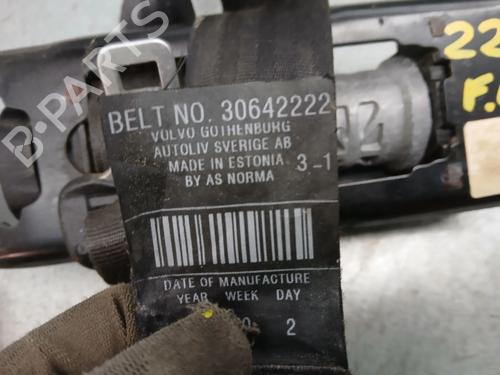 B-PARTS
BELT NO. 30642222
VOLVO GOTHENBURG
AUTOLIV SVERIGE AB
MADE IN ESTONIA 3-1
BY AS NORMA
DATE OF MANUFACTURE
YEAR WEEK DAY
2
22
F.